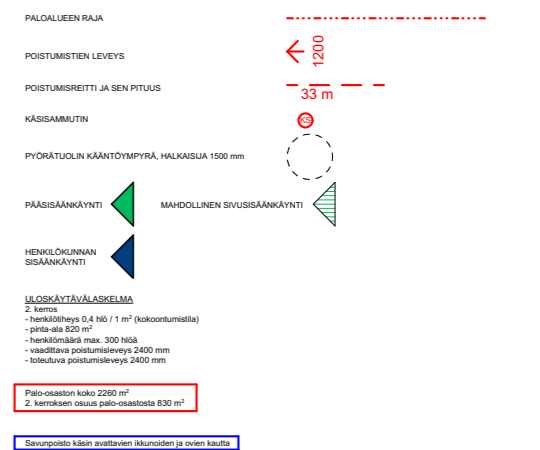 PALOALUEEN RAJA
POISTUMISTIEN LEVEYS
1200
POISTUMISREITTI JA SEN PITUUS
33 m
KÄSISAMMUTIN
KS
PYÖRÄTUOLIN KÄÄNTÖYMPYRÄ, HALKAISIJA 1500 mm
PÄÄSISÄÄNKÄYNTI
MAHDOLLINEN SIVUSISÄÄNKÄYNTI
HENKILÖKUNNAN
SISÄÄNKÄYNTI
ULOSKÄYTÄVÄLASKELMA
2. kerros
- henkilötiheys 0,4 hlö / 1 m² (kokoontumistila)
- pinta-ala 820 m²
- henkilömäärä max. 300 hlöä
- vaadittava poistumisleveys 2400 mm
- toteutuva poistumisleveys 2400 mm
Palo-osaston koko 2260 m²
2. kerroksen osuus palo-osastosta 830 m²
Savunpoisto käsin avattavien ikkunoiden ja ovien kautta